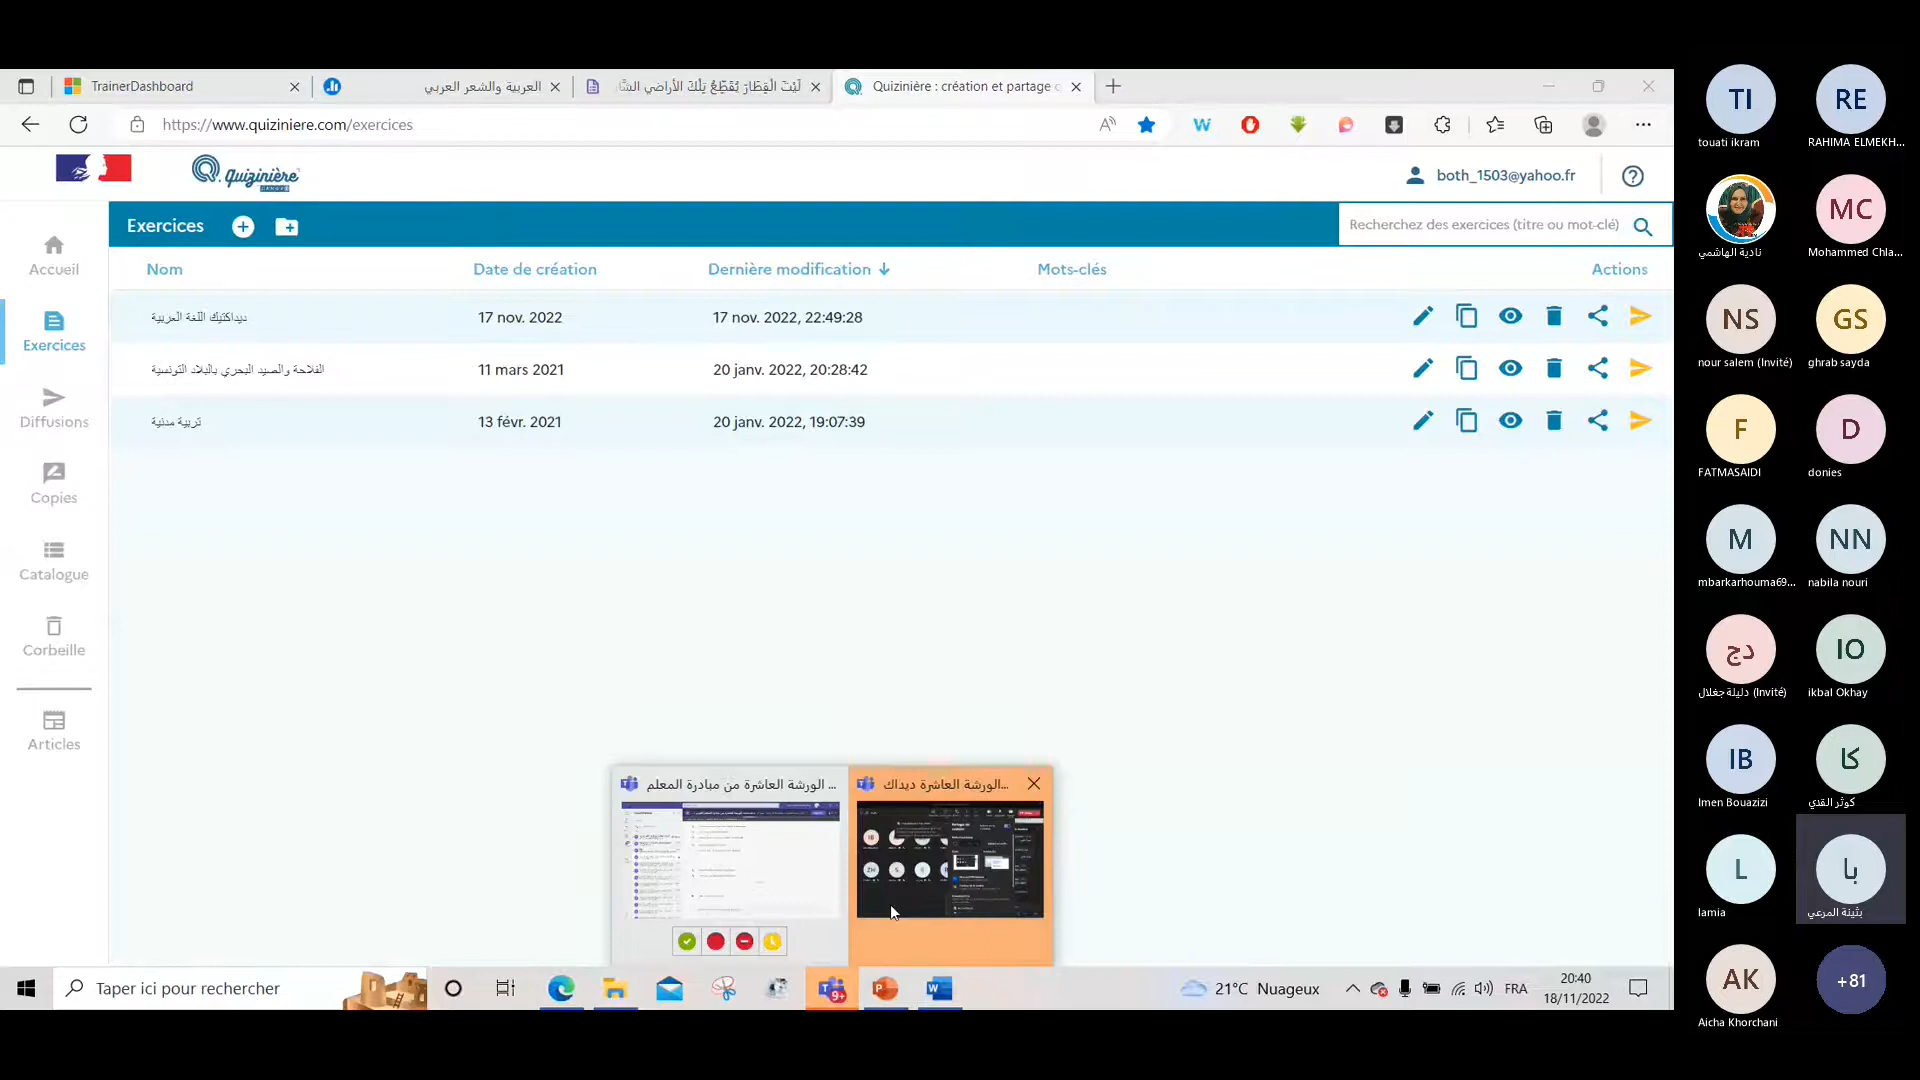 TrainerDashboard
العربية والشعر العربي
لَيْتَ الْقِطَارَ يُقَطِّعُ تِلْكَ الأراضي الشَّا
Quizinière : création et partage
https://www.quiziniere.com/exercices
Quizinière
both_1503@yahoo.fr
Exercices
Recherchez des exercices (titre ou mot-clé)
Nom
Date de création
Dernière modification
Mots-clés
Actions
ديداكتيك اللغة العربية
17 nov. 2022
17 nov. 2022, 22:49:28
الفلاحة والصيد البحري بالبلاد التونسية
11 mars 2021
20 janv. 2022, 20:28:42
تربية مدنية
13 févr. 2021
20 janv. 2022, 19:07:39
Accueil
Exercices
Diffusions
Copies
Catalogue
Corbeille
Articles
الورشة العاشرة من مبادرة المعلم ...
الورشة العاشرة ديداك...
Taper ici pour rechercher
9+
21°C Nuageux
FRA
20:40
18/11/2022
TI
touati ikram
RE
RAHIMA ELMEKH...
نادية الهاشمي
MC
Mohammed Chla...
NS
nour salem (Invité)
GS
ghrab sayda
F
FATMASAIDI
D
donies
M
mbarkarhouma69...
NN
nabila nouri
دج
دليلة جغلال (Invité)
IO
ikbal Okhay
IB
Imen Bouazizi
كا
كوثر القدي
L
lamia
با
بثينة المرعي
AK
Aicha Khorchani
+81